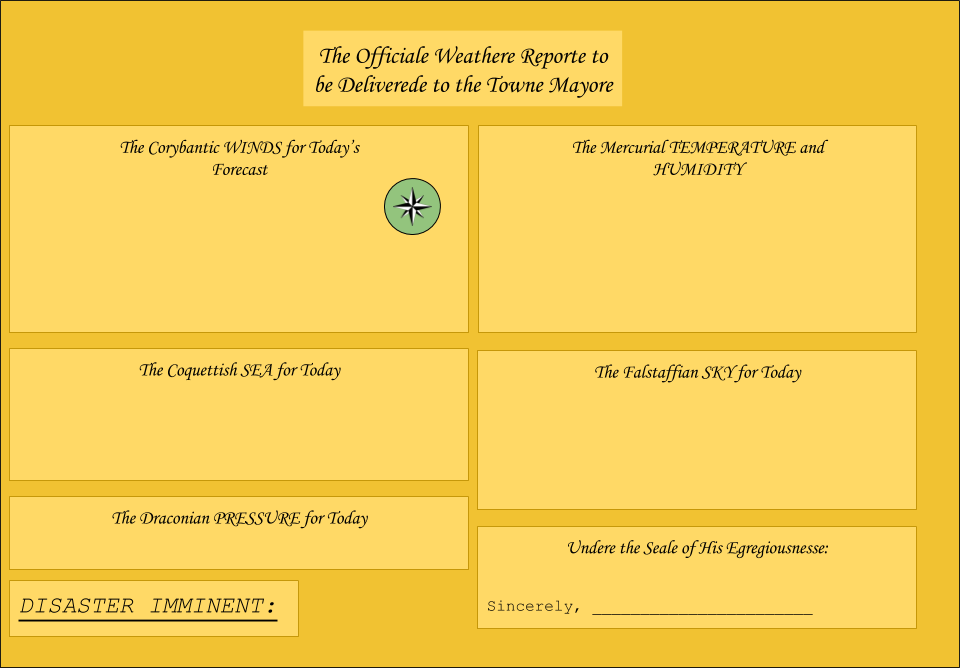 The Officiale Weathere Reporte to
be Deliverede to the Towne Mayore
The Corybantic WINDS for Today's
Forecast
The Mercurial TEMPERATURE and
HUMIDITY
The Coquettish SEA for Today
The Falstaffian SKY for Today
The Draconian PRESSURE for Today
Undere the Seale of His Egregiousnesse:
DISASTER IMMINENT:
Sincerely, ______________________